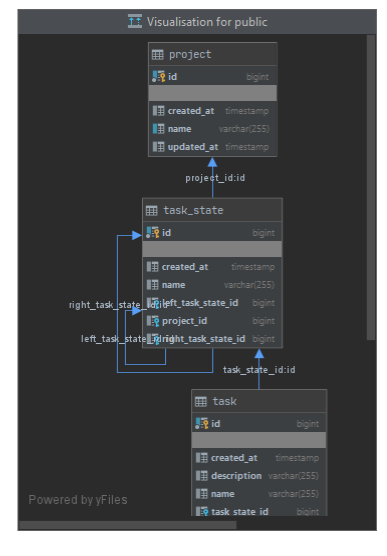 Visualisation for public
project
id bigint
created_at timestamp
name varchar(255)
updated_at timestamp
project_id:id
task_state
id bigint
created_at timestamp
name varchar(255)
left_task_state_id bigint
project_id bigint
right_task_state_id bigint
right_task_state_id:id
left_task_state_id:id
task_state_id:id
task
id bigint
created_at timestamp
description varchar(255)
name varchar(255)
task_state_id bigint
Powered by yFiles